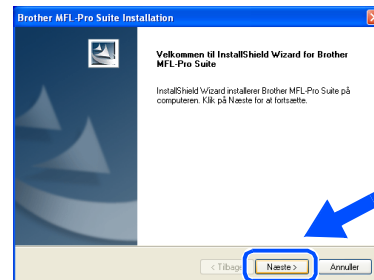 Brother MFL-Pro Suite Installation
Velkommen til InstallShield Wizard for Brother
MFL-Pro Suite
InstallShield Wizard installerer Brother MFL-Pro Suite på
computeren. Klik på Næste for at fortsætte.
< Tilbage
Næste >
Annuller